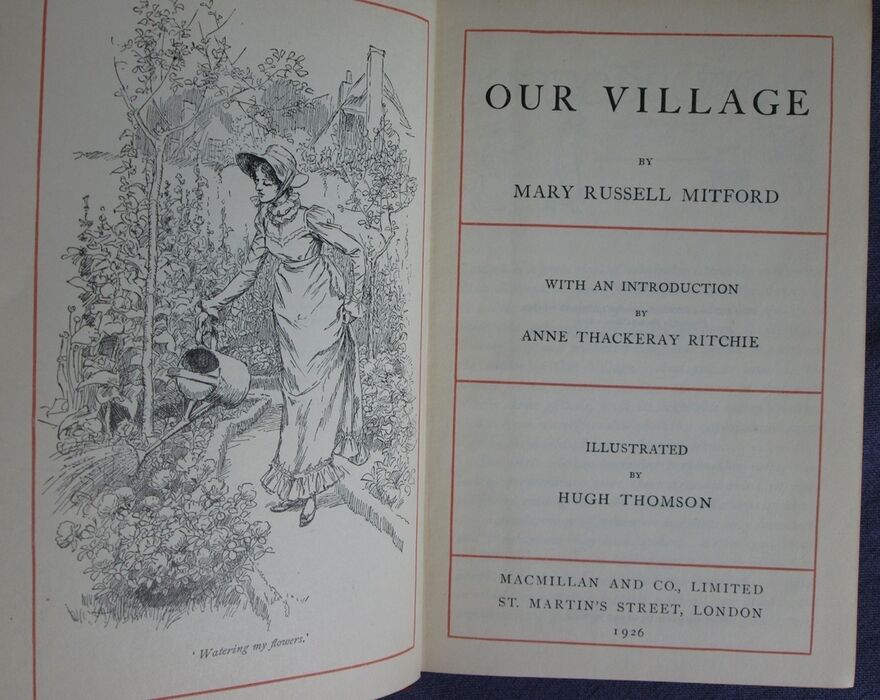 'Watering my flowers.'
OUR VILLAGE
BY
MARY RUSSELL MITFORD
WITH AN INTRODUCTION
BY
ANNE THACKERAY RITCHIE
ILLUSTRATED
BY
HUGH THOMSON
MACMILLAN AND CO., LIMITED
ST. MARTIN'S STREET, LONDON
1926